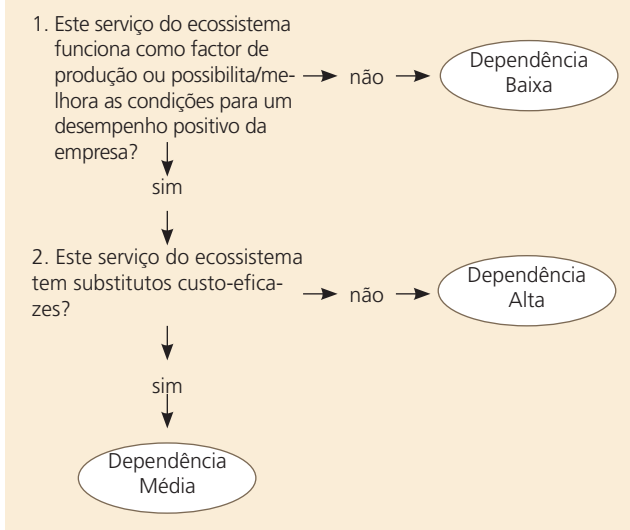 1. Este serviço do ecossistema
funciona como factor de
produção ou possibilita/me-
lhora as condições para um
desempenho positivo da
empresa?
não
Dependência
Baixa
sim
2. Este serviço do ecossistema
tem substitutos custo-efica-
zes?
não
Dependência
Alta
sim
Dependência
Média